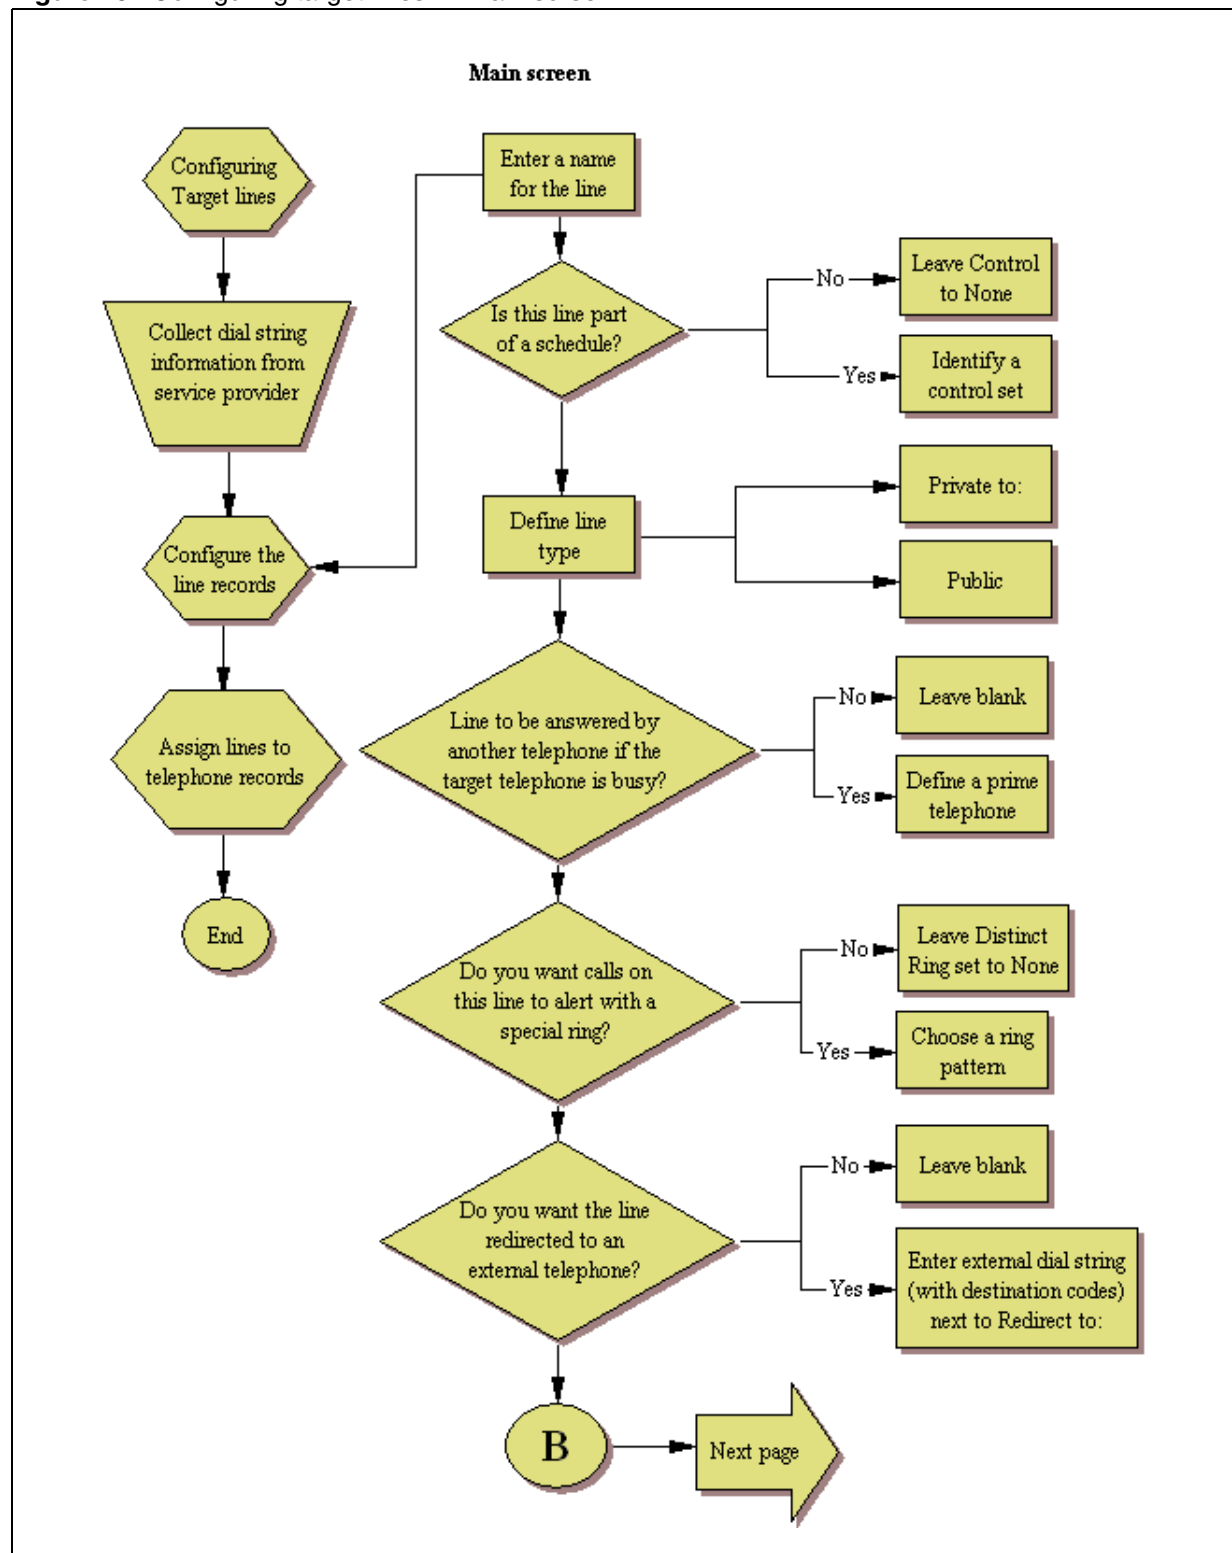 Main screen
Configuring
Target lines
Collect dial string
information from
service provider
Configure the
line records
Assign lines to
telephone records
End
Enter a name
for the line
Is this line part
of a schedule?
No
Leave Control
to None
Yes
Identify a
control set
Define line
type
Private to:
Public
Line to be answered by
another telephone if the
target telephone is busy?
No
Leave blank
Yes
Define a prime
telephone
Do you want calls on
this line to alert with a
special ring?
No
Leave Distinct
Ring set to None
Yes
Choose a ring
pattern
Do you want the line
redirected to an
external telephone?
No
Leave blank
Yes
Enter external dial string
(with destination codes)
next to Redirect to:
B
Next page